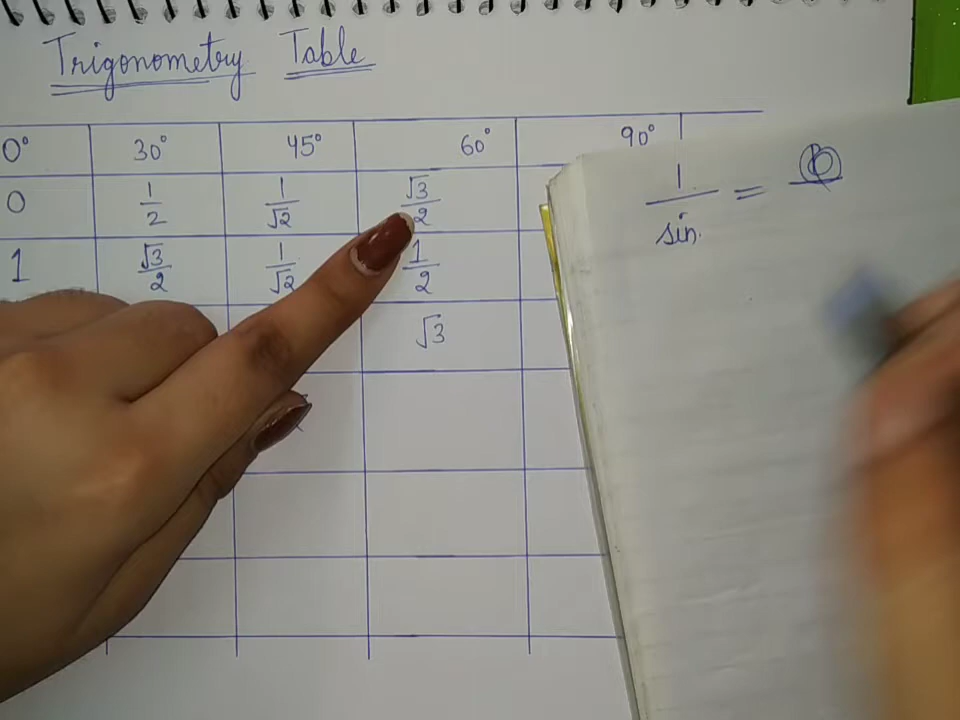 Trigonometry Table
0° 30° 45° 60° 90°
0 1/2 1/√2 √3/2
1 √3/2 1/√2 1/2
√3
1/sin. =